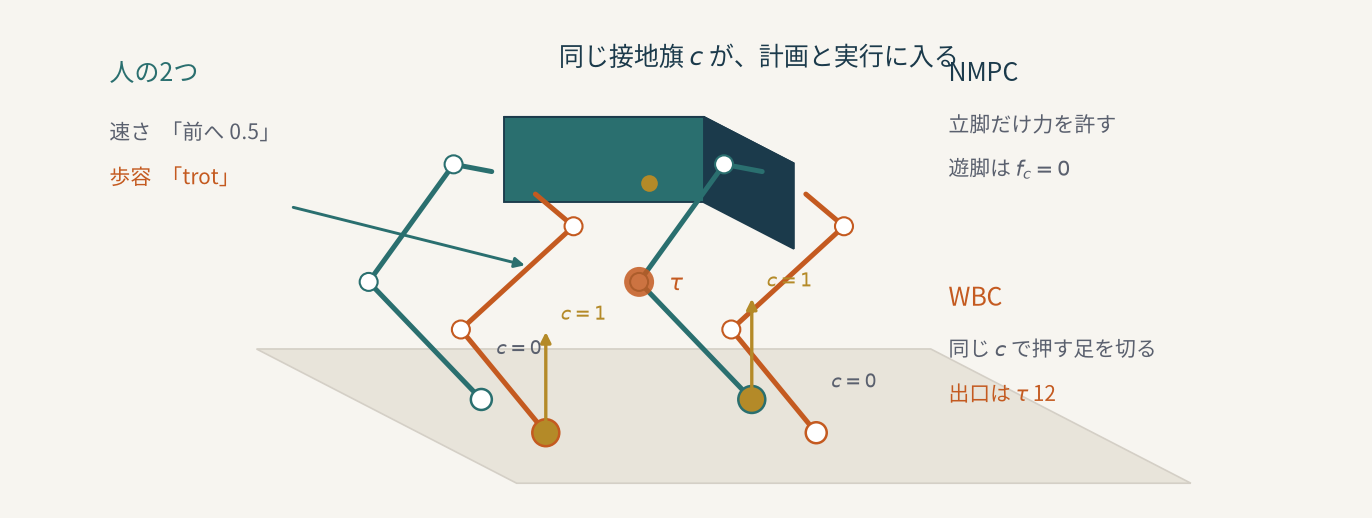 同じ接地旗 c が、計画と実行に入る
人の2つ
速さ 「前へ 0.5」
歩容 「trot」
NMPC
立脚だけ力を許す
遊脚は f_c = 0
τ
c = 1
c = 1
c = 0
c = 0
WBC
同じ c で押す足を切る
出口は τ 12